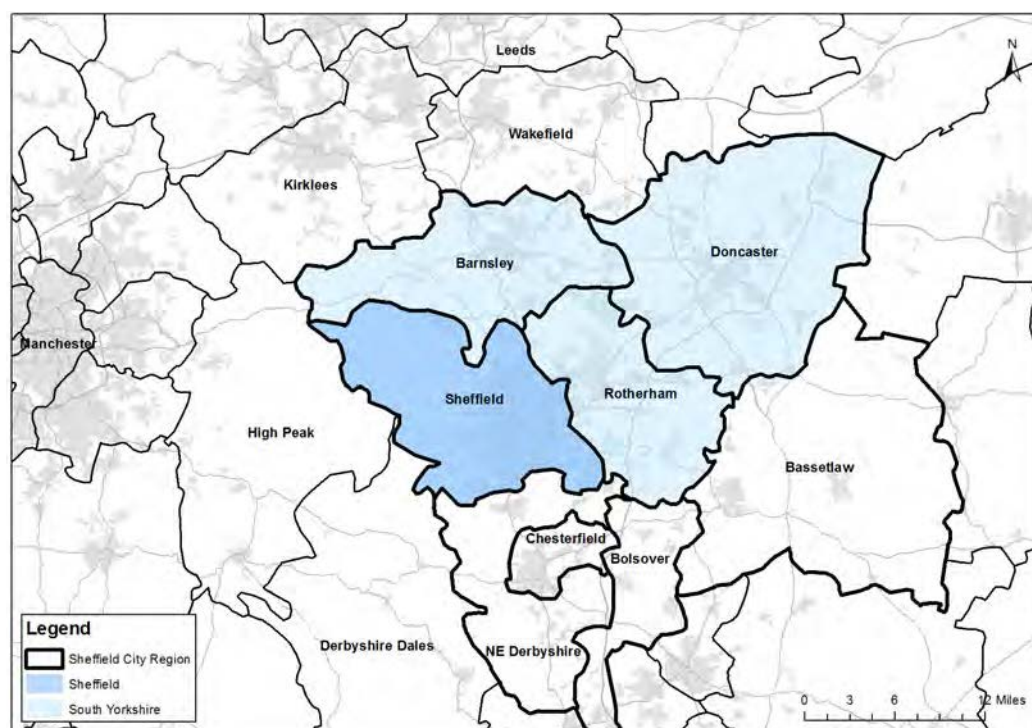 Leeds
N
Wakefield
Kirklees
Doncaster
Barnsley
Manchester
Sheffield
Rotherham
High Peak
Bassetlaw
Chesterfield
Bolsover
Derbyshire Dales
NE Derbyshire
Legend
Sheffield City Region
Sheffield
South Yorkshire
0 3 6 12 Miles